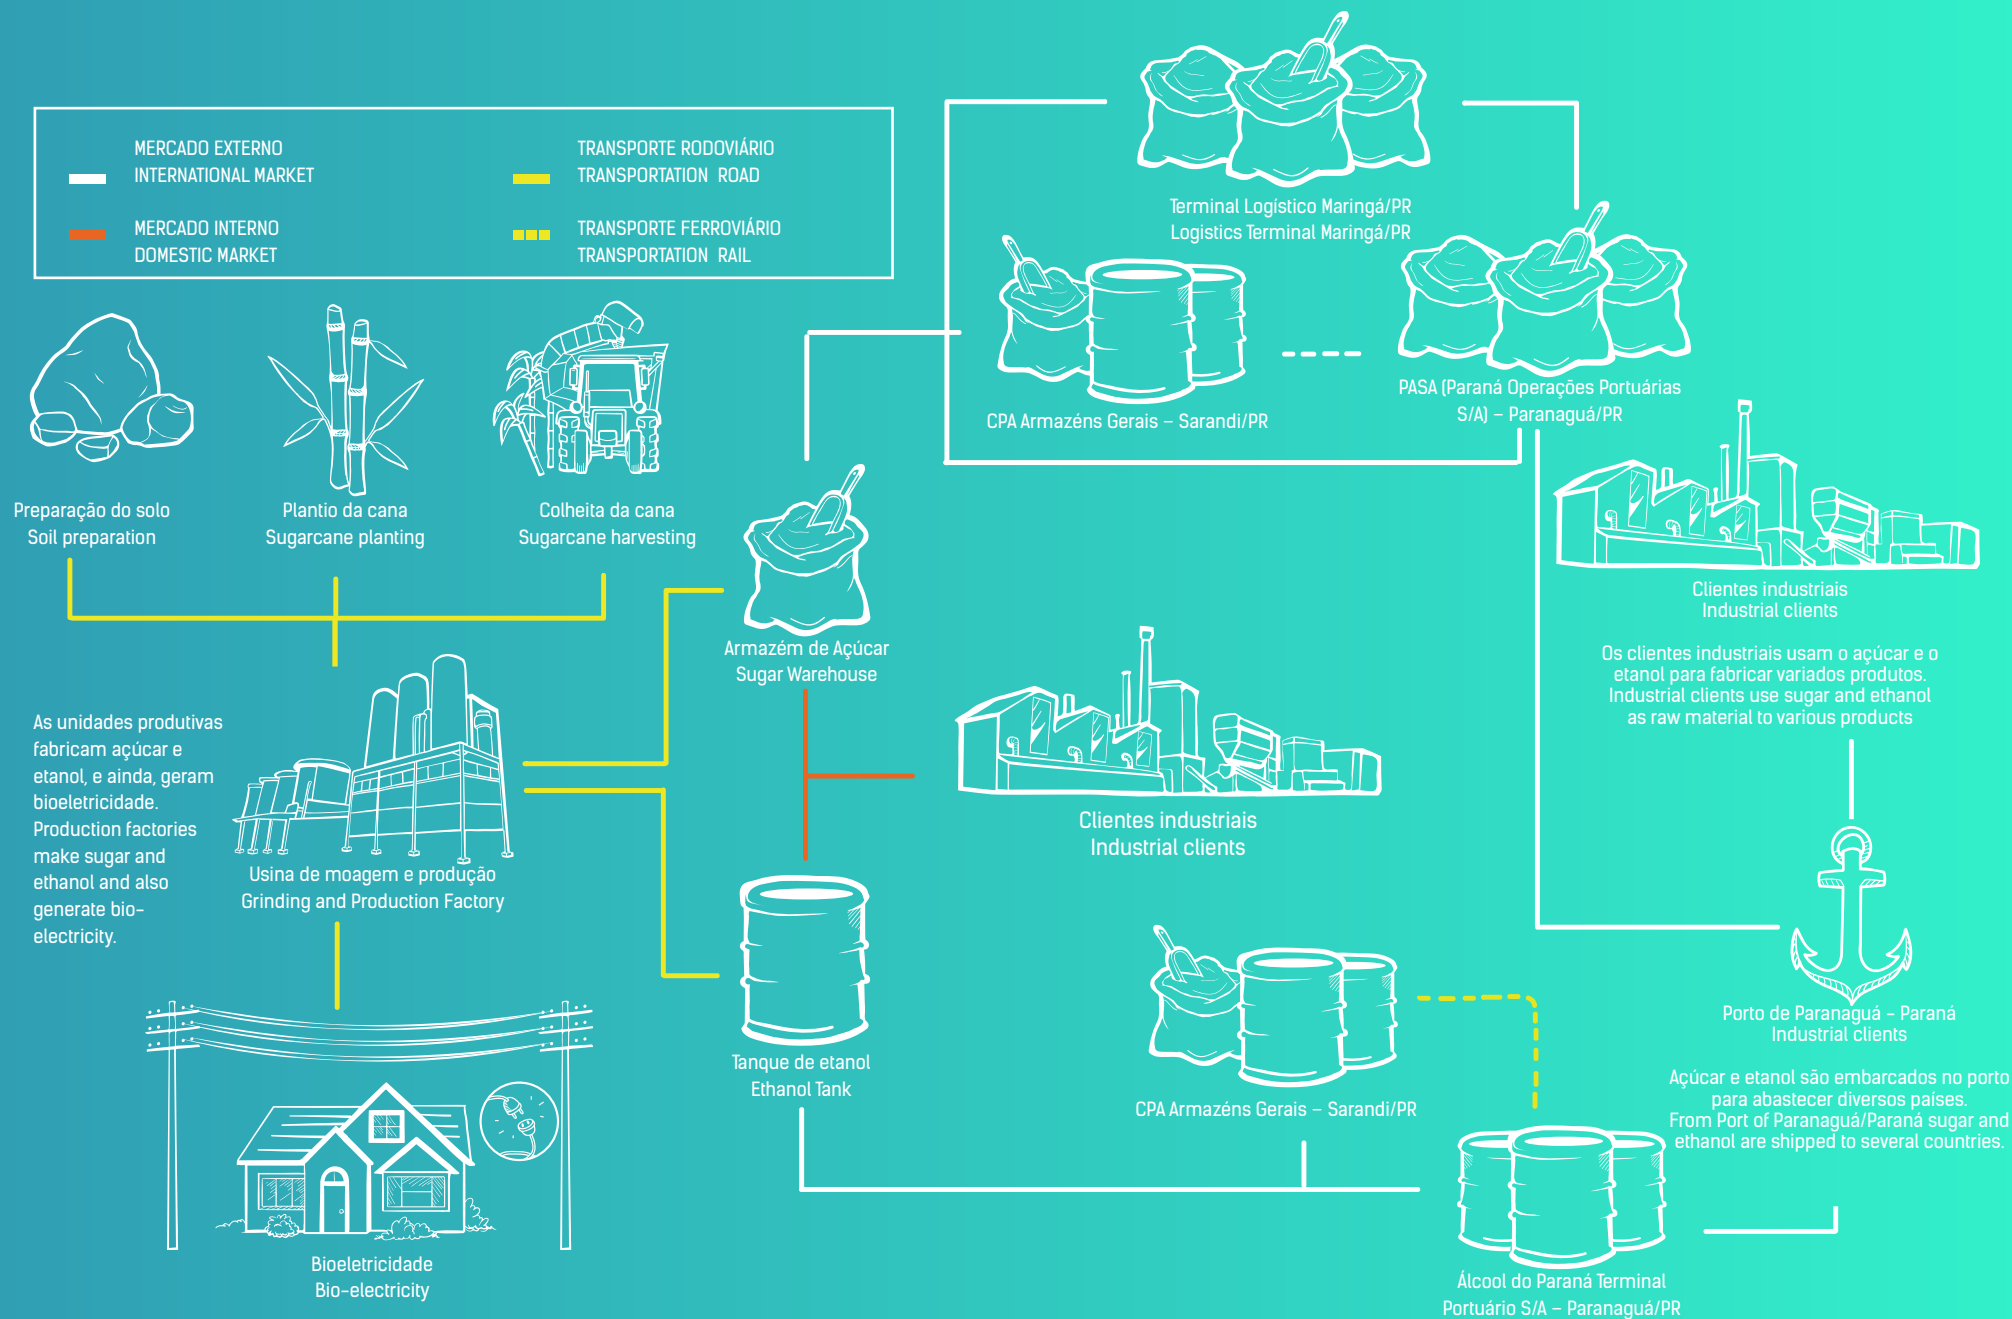 MERCADO EXTERNO
INTERNATIONAL MARKET
MERCADO INTERNO
DOMESTIC MARKET
TRANSPORTE RODOVIÁRIO
TRANSPORTATION ROAD
TRANSPORTE FERROVIÁRIO
TRANSPORTATION RAIL
Terminal Logístico Maringá/PR
Logistics Terminal Maringá/PR
CPA Armazéns Gerais – Sarandi/PR
PASA (Paraná Operações Portuárias
S/A) – Paranaguá/PR
Preparação do solo
Soil preparation
Plantio da cana
Sugarcane planting
Colheita da cana
Sugarcane harvesting
Armazém de Açúcar
Sugar Warehouse
Clientes industriais
Industrial clients
Os clientes industriais usam o açúcar e o
etanol para fabricar variados produtos.
Industrial clients use sugar and ethanol
as raw material to various products
As unidades produtivas
fabricam açúcar e
etanol, e ainda, geram
bioeletricidade.
Production factories
make sugar and
ethanol and also
generate bio-
electricity.
Usina de moagem e produção
Grinding and Production Factory
Clientes industriais
Industrial clients
Tanque de etanol
Ethanol Tank
Porto de Paranaguá - Paraná
Industrial clients
Açúcar e etanol são embarcados no porto
para abastecer diversos países.
From Port of Paranaguá/Paraná sugar and
ethanol are shipped to several countries.
CPA Armazéns Gerais – Sarandi/PR
Bioeletricidade
Bio-electricity
Álcool do Paraná Terminal
Portuário S/A – Paranaguá/PR